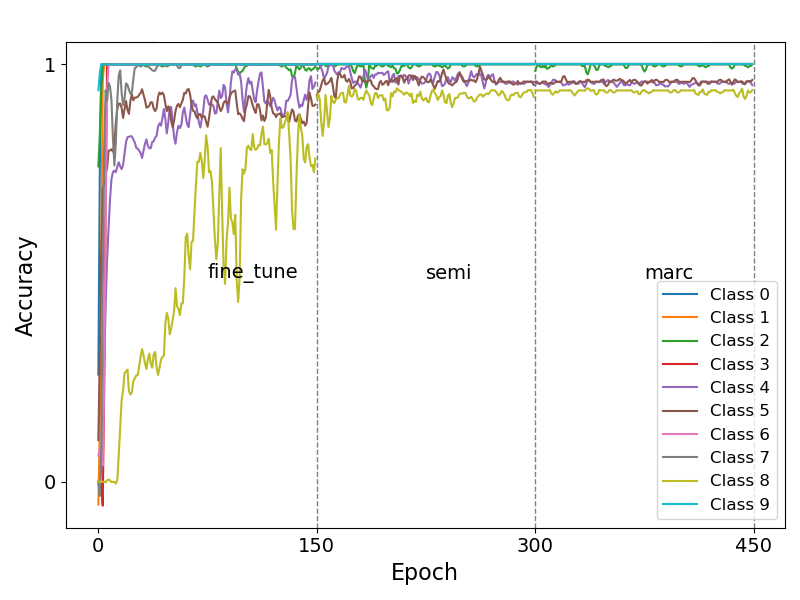 1
0
Accuracy
fine_tune
semi
marc
Class 0
Class 1
Class 2
Class 3
Class 4
Class 5
Class 6
Class 7
Class 8
Class 9
0 150 300 450
Epoch